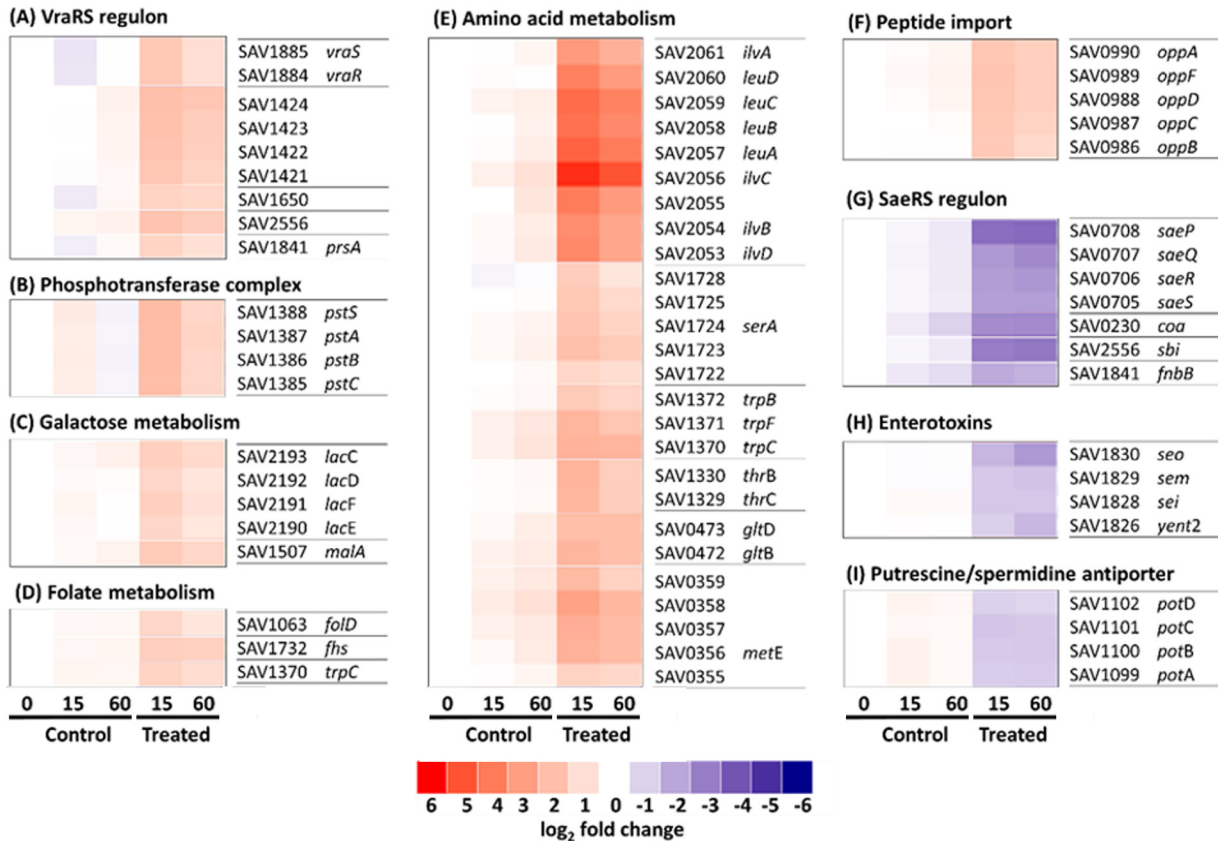 (A) VraRS regulon
SAV1885 vraS
SAV1884 vraR
SAV1424
SAV1423
SAV1422
SAV1421
SAV1650
SAV2556
SAV1841 prsA
(B) Phosphotransferase complex
SAV1388 pstS
SAV1387 pstA
SAV1386 pstB
SAV1385 pstC
(C) Galactose metabolism
SAV2193 lacC
SAV2192 lacD
SAV2191 lacF
SAV2190 lacE
SAV1507 malA
(D) Folate metabolism
SAV1063 folD
SAV1732 fhs
SAV1370 trpC
0 15 60 15 60
Control Treated
(E) Amino acid metabolism
SAV2061 ilvA
SAV2060 leuD
SAV2059 leuC
SAV2058 leuB
SAV2057 leuA
SAV2056 ilvC
SAV2055
SAV2054 ilvB
SAV2053 ilvD
SAV1728
SAV1725
SAV1724 serA
SAV1723
SAV1722
SAV1372 trpB
SAV1371 trpF
SAV1370 trpC
SAV1330 thrB
SAV1329 thrC
SAV0473 gltD
SAV0472 gltB
SAV0359
SAV0358
SAV0357
SAV0356 metE
SAV0355
0 15 60 15 60
Control Treated
(F) Peptide import
SAV0990 oppA
SAV0989 oppF
SAV0988 oppD
SAV0987 oppC
SAV0986 oppB
(G) SaeRS regulon
SAV0708 saeP
SAV0707 saeQ
SAV0706 saeR
SAV0705 saeS
SAV0230 coa
SAV2556 sbi
SAV1841 fnbB
(H) Enterotoxins
SAV1830 seo
SAV1829 sem
SAV1828 sei
SAV1826 yent2
(I) Putrescine/spermidine antiporter
SAV1102 potD
SAV1101 potC
SAV1100 potB
SAV1099 potA
0 15 60 15 60
Control Treated
6 5 4 3 2 1 0 -1 -2 -3 -4 -5 -6
log2 fold change